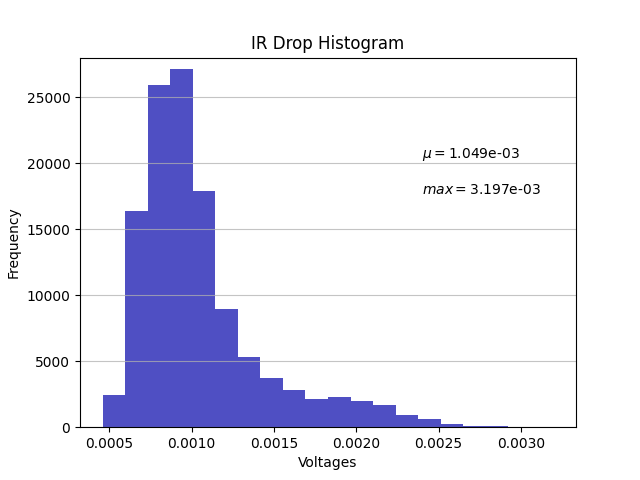 IR Drop Histogram
25000
20000
15000
10000
5000
0
Frequency
μ = 1.049e-03
max = 3.197e-03
0.0005 0.0010 0.0015 0.0020 0.0025 0.0030
Voltages